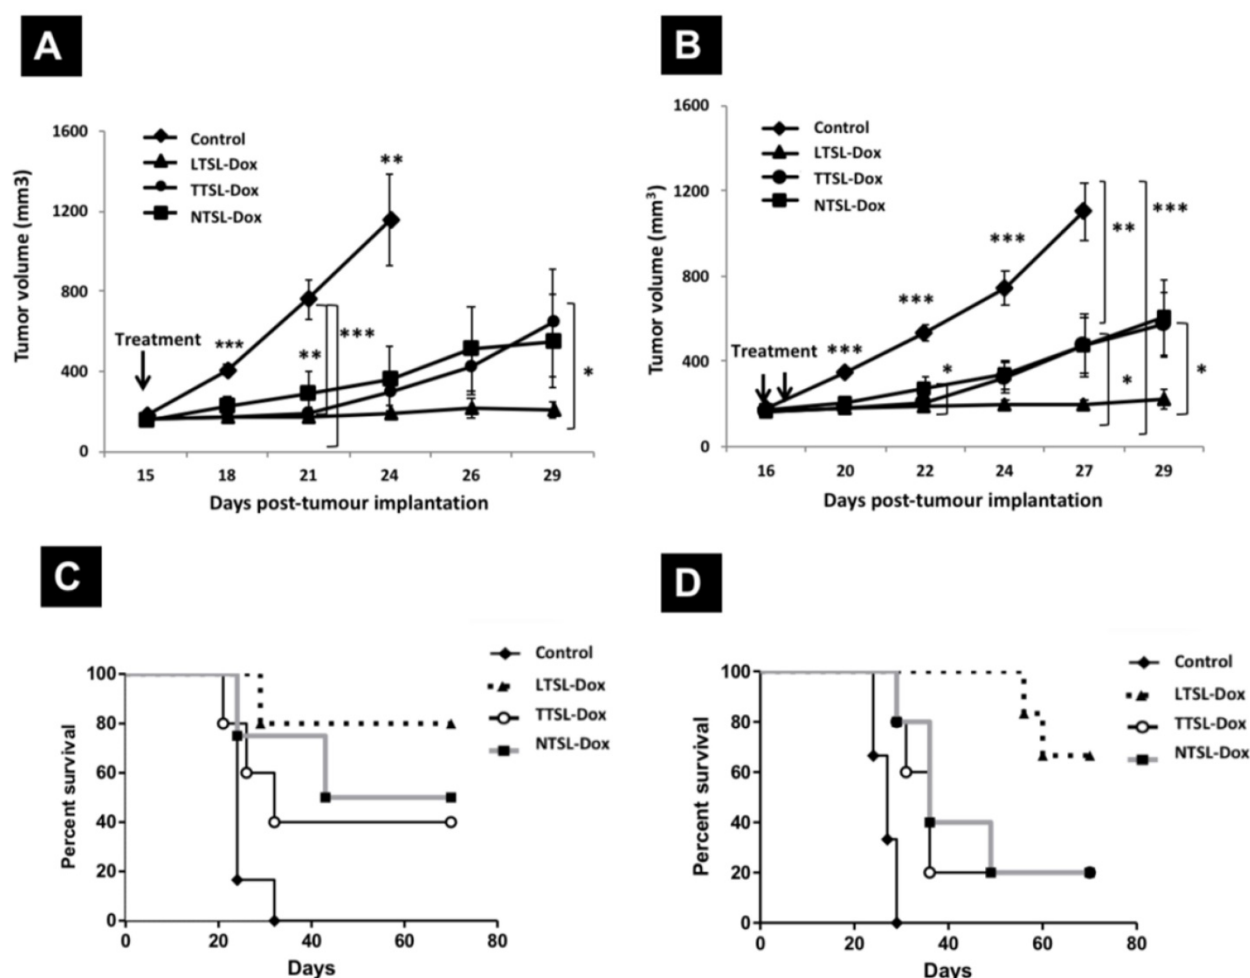 A
1600
1200
800
400
0
Tumor volume (mm3)
Control
LTSL-Dox
TTSL-Dox
NTSL-Dox
Treatment
***
**
**
***
*
15 18 21 24 26 29
Days post-tumour implantation
B
1600
1200
800
400
0
Tumor volume (mm³)
Control
LTSL-Dox
TTSL-Dox
NTSL-Dox
Treatment
***
***
***
**
***
*
*
*
16 20 22 24 27 29
Days post-tumour implantation
C
100
80
60
40
20
0
Percent survival
Control
LTSL-Dox
TTSL-Dox
NTSL-Dox
0 20 40 60 80
Days
D
100
80
60
40
20
0
Percent survival
Control
LTSL-Dox
TTSL-Dox
NTSL-Dox
0 20 40 60 80
Days